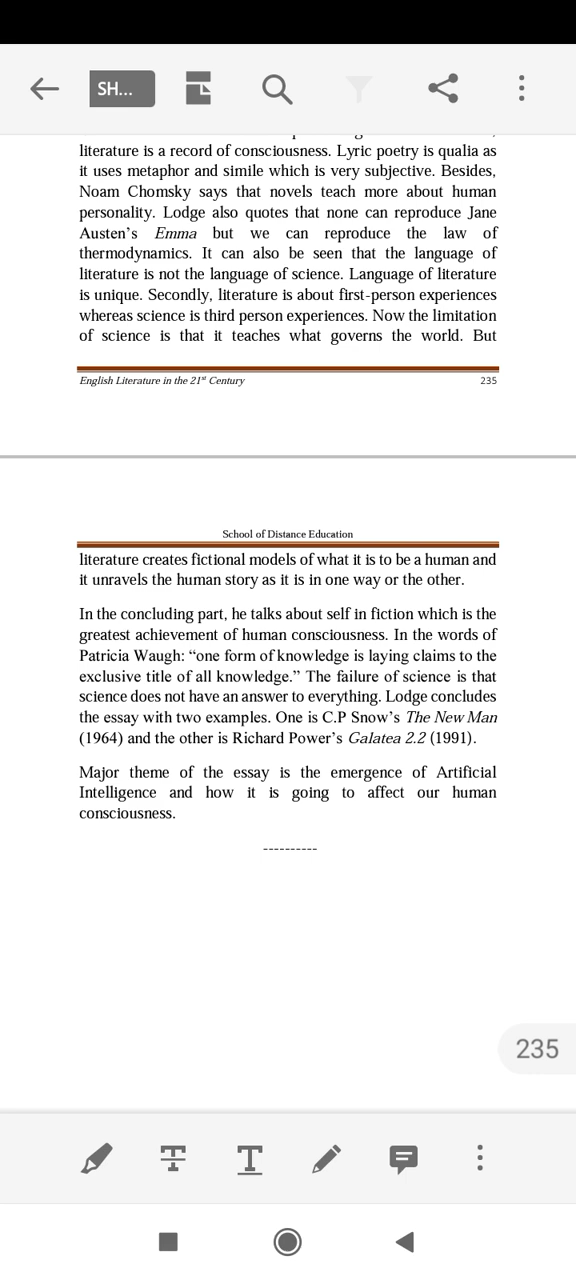 SH...
literature is a record of consciousness. Lyric poetry is qualia as
it uses metaphor and simile which is very subjective. Besides,
Noam Chomsky says that novels teach more about human
personality. Lodge also quotes that none can reproduce Jane
Austen’s Emma but we can reproduce the law of
thermodynamics. It can also be seen that the language of
literature is not the language of science. Language of literature
is unique. Secondly, literature is about first-person experiences
whereas science is third person experiences. Now the limitation
of science is that it teaches what governs the world. But
English Literature in the 21st Century 235
School of Distance Education
literature creates fictional models of what it is to be a human and
it unravels the human story as it is in one way or the other.
In the concluding part, he talks about self in fiction which is the
greatest achievement of human consciousness. In the words of
Patricia Waugh: “one form of knowledge is laying claims to the
exclusive title of all knowledge.” The failure of science is that
science does not have an answer to everything. Lodge concludes
the essay with two examples. One is C.P Snow’s The New Man
(1964) and the other is Richard Power’s Galatea 2.2 (1991).
Major theme of the essay is the emergence of Artificial
Intelligence and how it is going to affect our human
consciousness.
----------
235